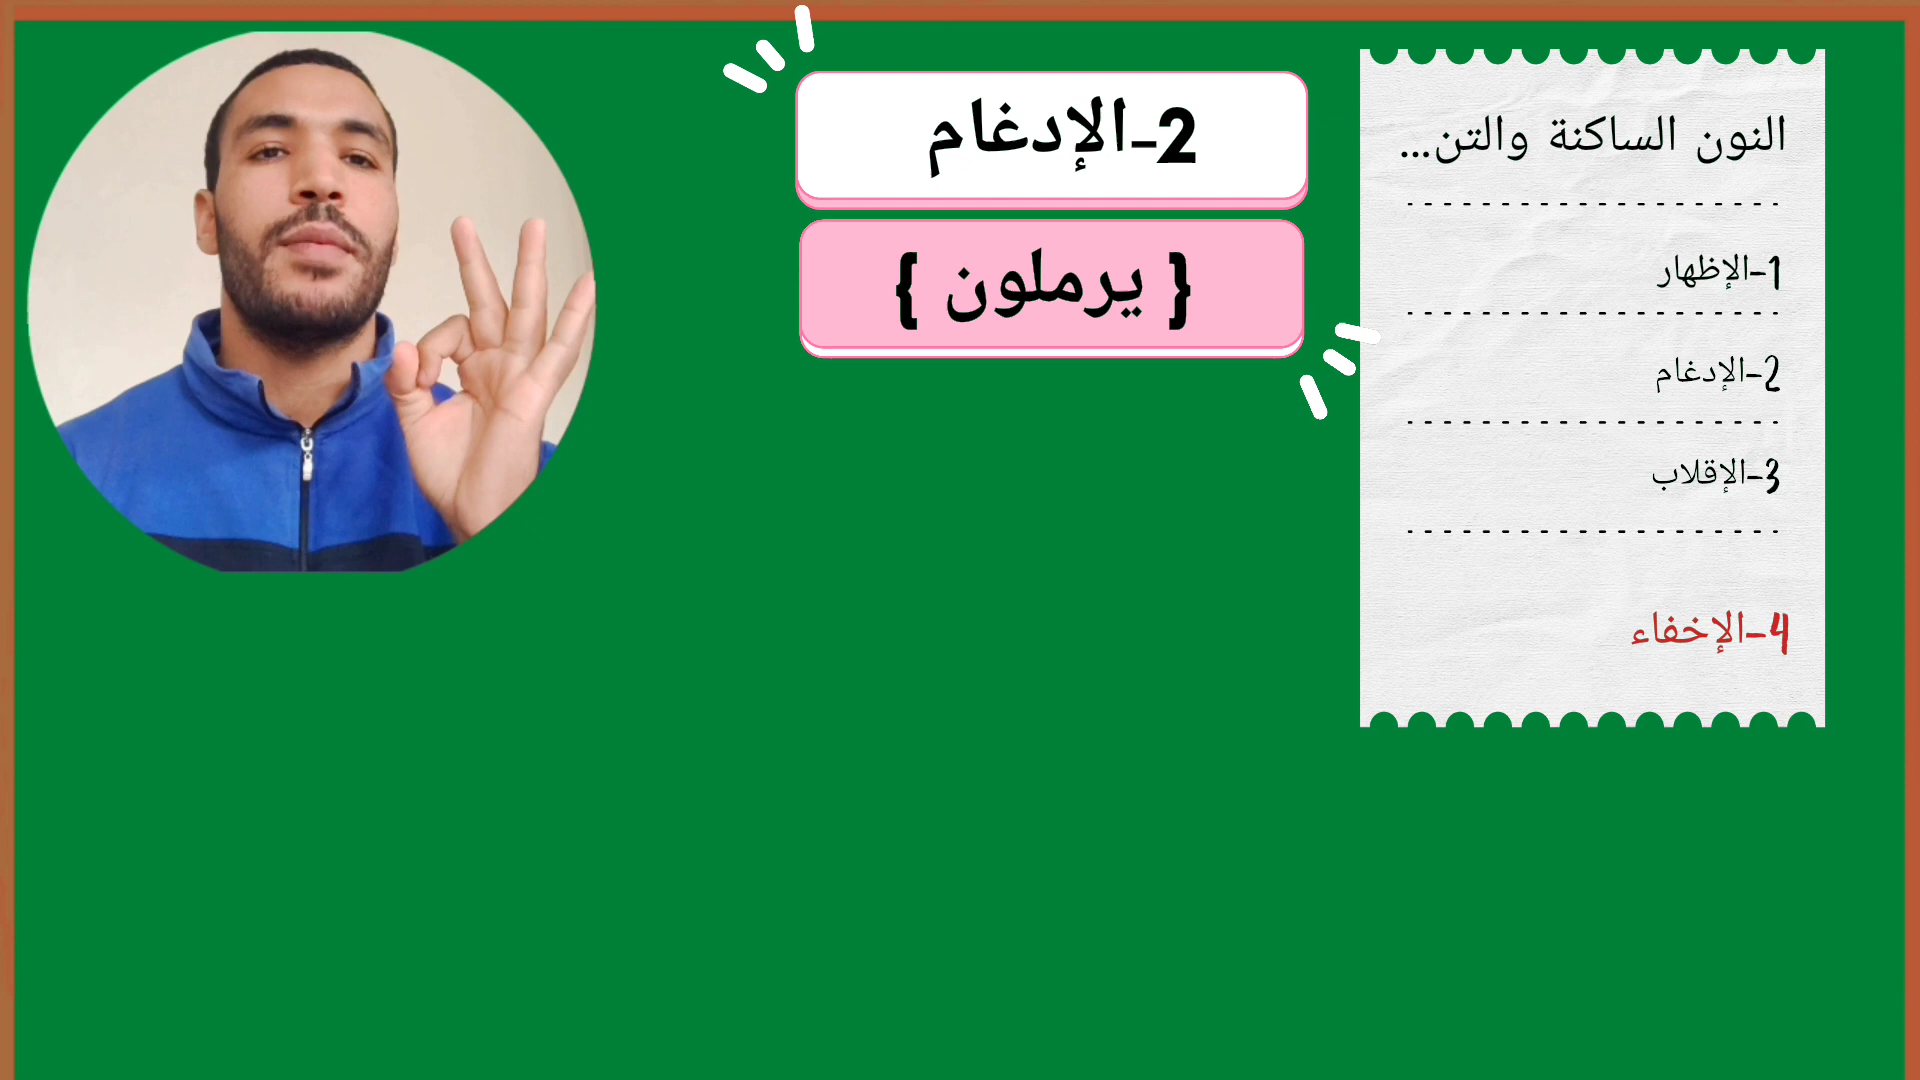 2-الإدغام
{ يرملون }
النون الساكنة والتن...
1-الإظهار
2-الإدغام
3-الإقلاب
4-الإخفاء